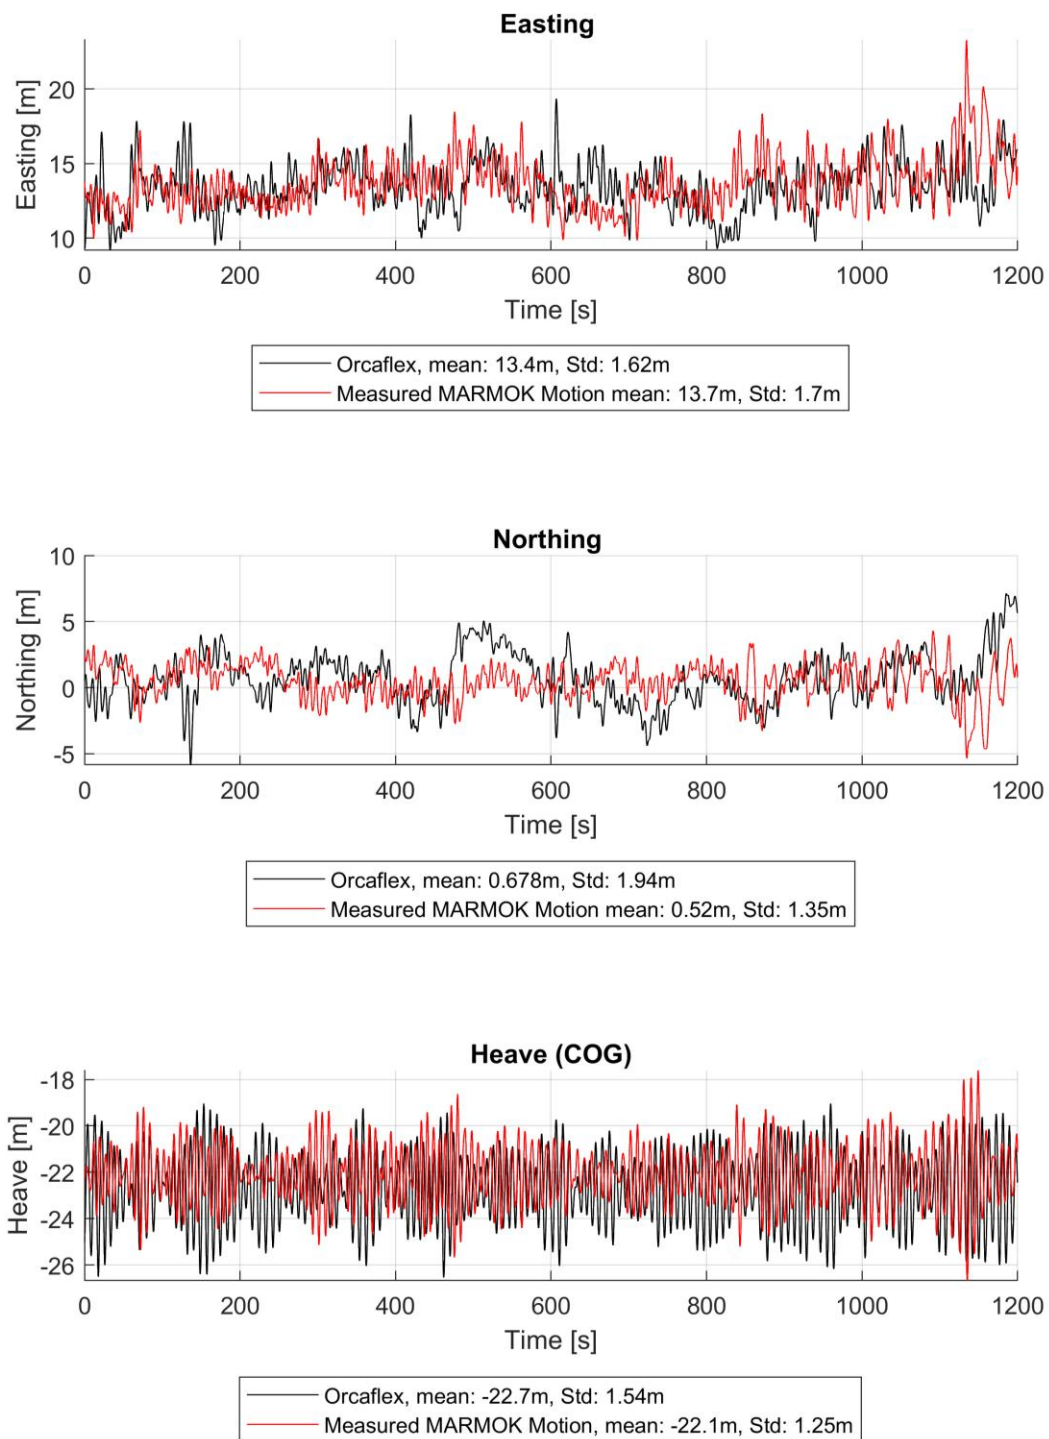 Easting
Easting [m]
20
15
10
0 200 400 600 800 1000 1200
Time [s]
Orcaflex, mean: 13.4m, Std: 1.62m
Measured MARMOK Motion mean: 13.7m, Std: 1.7m
Northing
Northing [m]
10
5
0
-5
0 200 400 600 800 1000 1200
Time [s]
Orcaflex, mean: 0.678m, Std: 1.94m
Measured MARMOK Motion mean: 0.52m, Std: 1.35m
Heave (COG)
Heave [m]
-18
-20
-22
-24
-26
0 200 400 600 800 1000 1200
Time [s]
Orcaflex, mean: -22.7m, Std: 1.54m
Measured MARMOK Motion, mean: -22.1m, Std: 1.25m